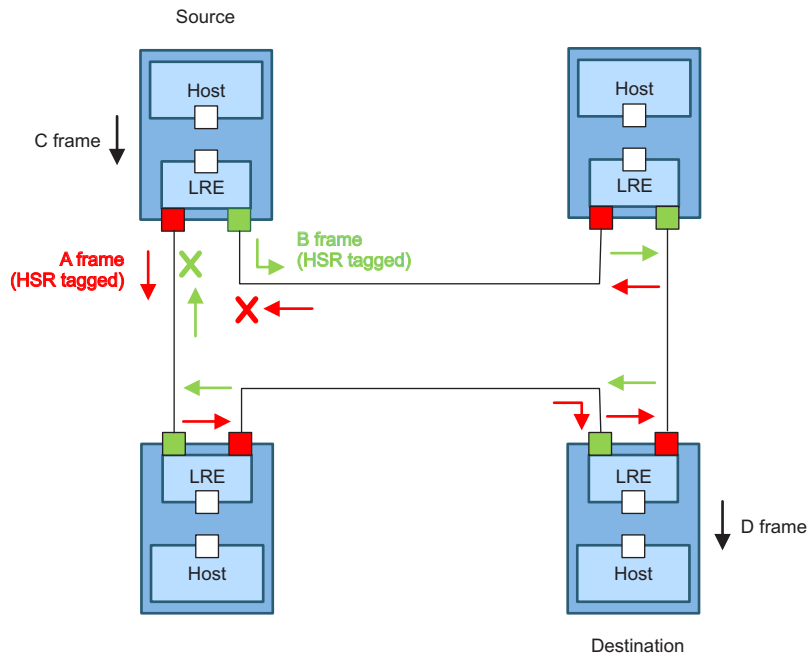 Source
Host
Host
C frame
LRE
LRE
B frame
(HSR tagged)
A frame
(HSR tagged)
LRE
LRE
D frame
Host
Host
Destination